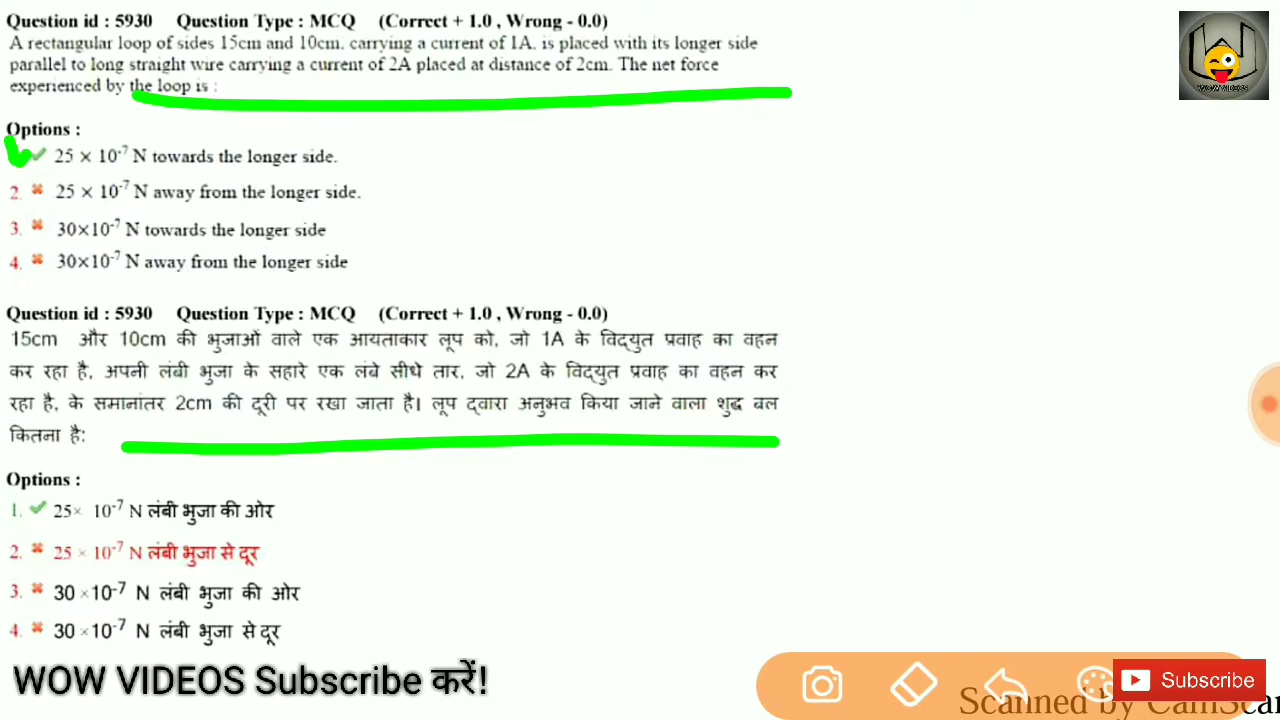 Question id : 5930 Question Type : MCQ (Correct + 1.0 , Wrong - 0.0)
A rectangular loop of sides 15cm and 10cm, carrying a current of 1A, is placed with its longer side
parallel to long straight wire carrying a current of 2A placed at distance of 2cm. The net force
experienced by the loop is :
Options :
25 × 10⁻⁷ N towards the longer side.
2. 25 × 10⁻⁷ N away from the longer side.
3. 30×10⁻⁷ N towards the longer side
4. 30×10⁻⁷ N away from the longer side
Question id : 5930 Question Type : MCQ (Correct + 1.0 , Wrong - 0.0)
15cm और 10cm की भुजाओं वाले एक आयताकार लूप को, जो 1A के विद्युत प्रवाह का वहन
कर रहा है, अपनी लंबी भुजा के सहारे एक लंबे सीधे तार, जो 2A के विद्युत प्रवाह का वहन कर
रहा है, के समानांतर 2cm की दूरी पर रखा जाता है। लूप द्वारा अनुभव किया जाने वाला शुद्ध बल
कितना है:
Options :
1. 25× 10⁻⁷ N लंबी भुजा की ओर
2. 25 × 10⁻⁷ N लंबी भुजा से दूर
3. 30 ×10⁻⁷ N लंबी भुजा की ओर
4. 30 ×10⁻⁷ N लंबी भुजा से दूर
WOW VIDEOS Subscribe करें!
WOW VIDEOS
Subscribe
Scanned by CamScan